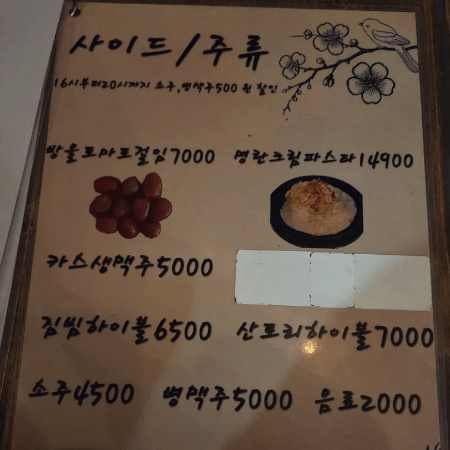 사이드/주류
16시부터20시까지 소주,병맥주500 원 할인
방울토마토절임7000 명란크림파스타14900
카스생맥주5000
짐빔하이볼6500 산토리하이볼7000
소주4500 병맥주5000 음료2000